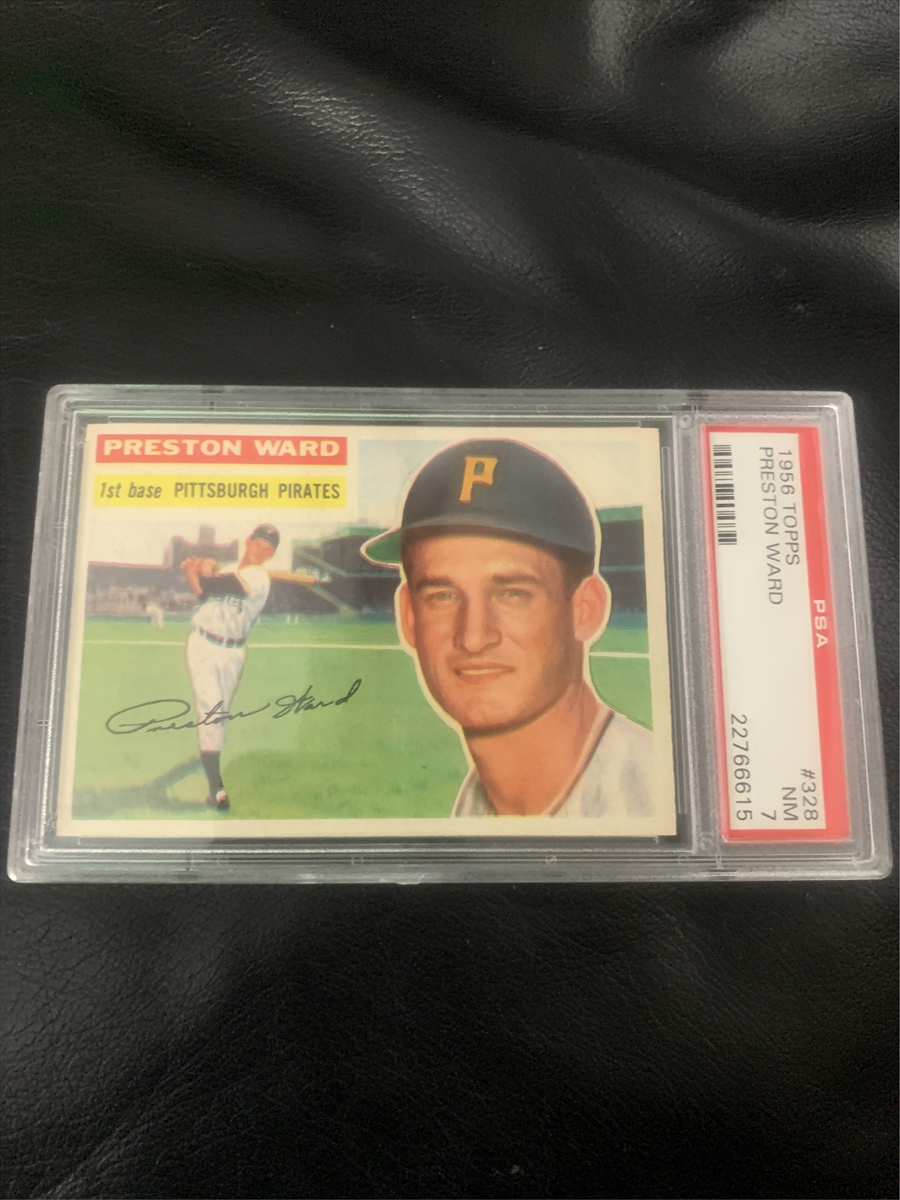 PRESTON WARD
1st base PITTSBURGH PIRATES
P
Preston Ward
1956 TOPPS
PRESTON WARD
PSA
#328
NM
7
22766615